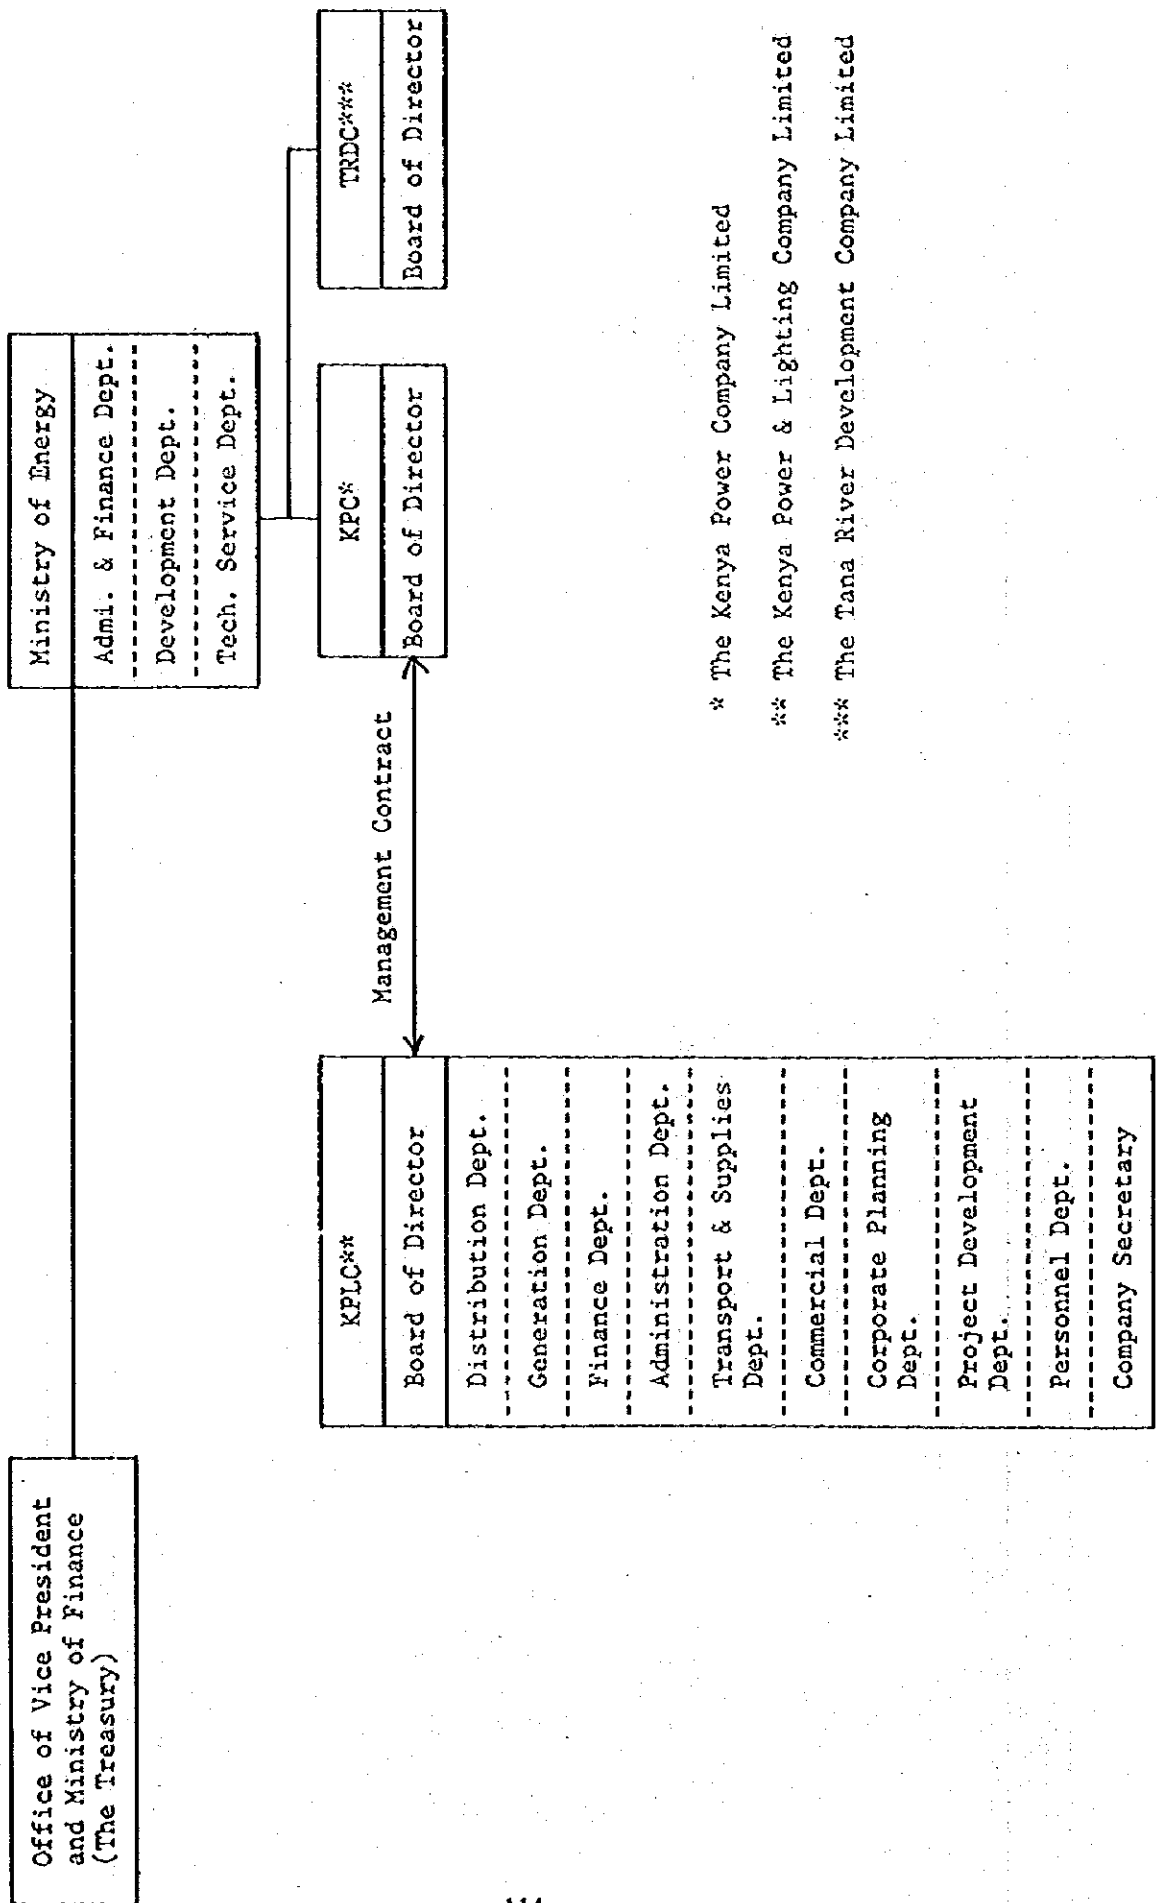 Office of Vice President
and Ministry of Finance
(The Treasury)
Ministry of Energy
Admi. & Finance Dept.
Development Dept.
Tech. Service Dept.
KPLC**
Board of Director
Distribution Dept.
Generation Dept.
Finance Dept.
Administration Dept.
Transport & Supplies
Dept.
Commercial Dept.
Corporate Planning
Dept.
Project Development
Dept.
Personnel Dept.
Company Secretary
Management Contract
KPC*
Board of Director
TRDC***
Board of Director
* The Kenya Power Company Limited
** The Kenya Power & Lighting Company Limited
*** The Tana River Development Company Limited